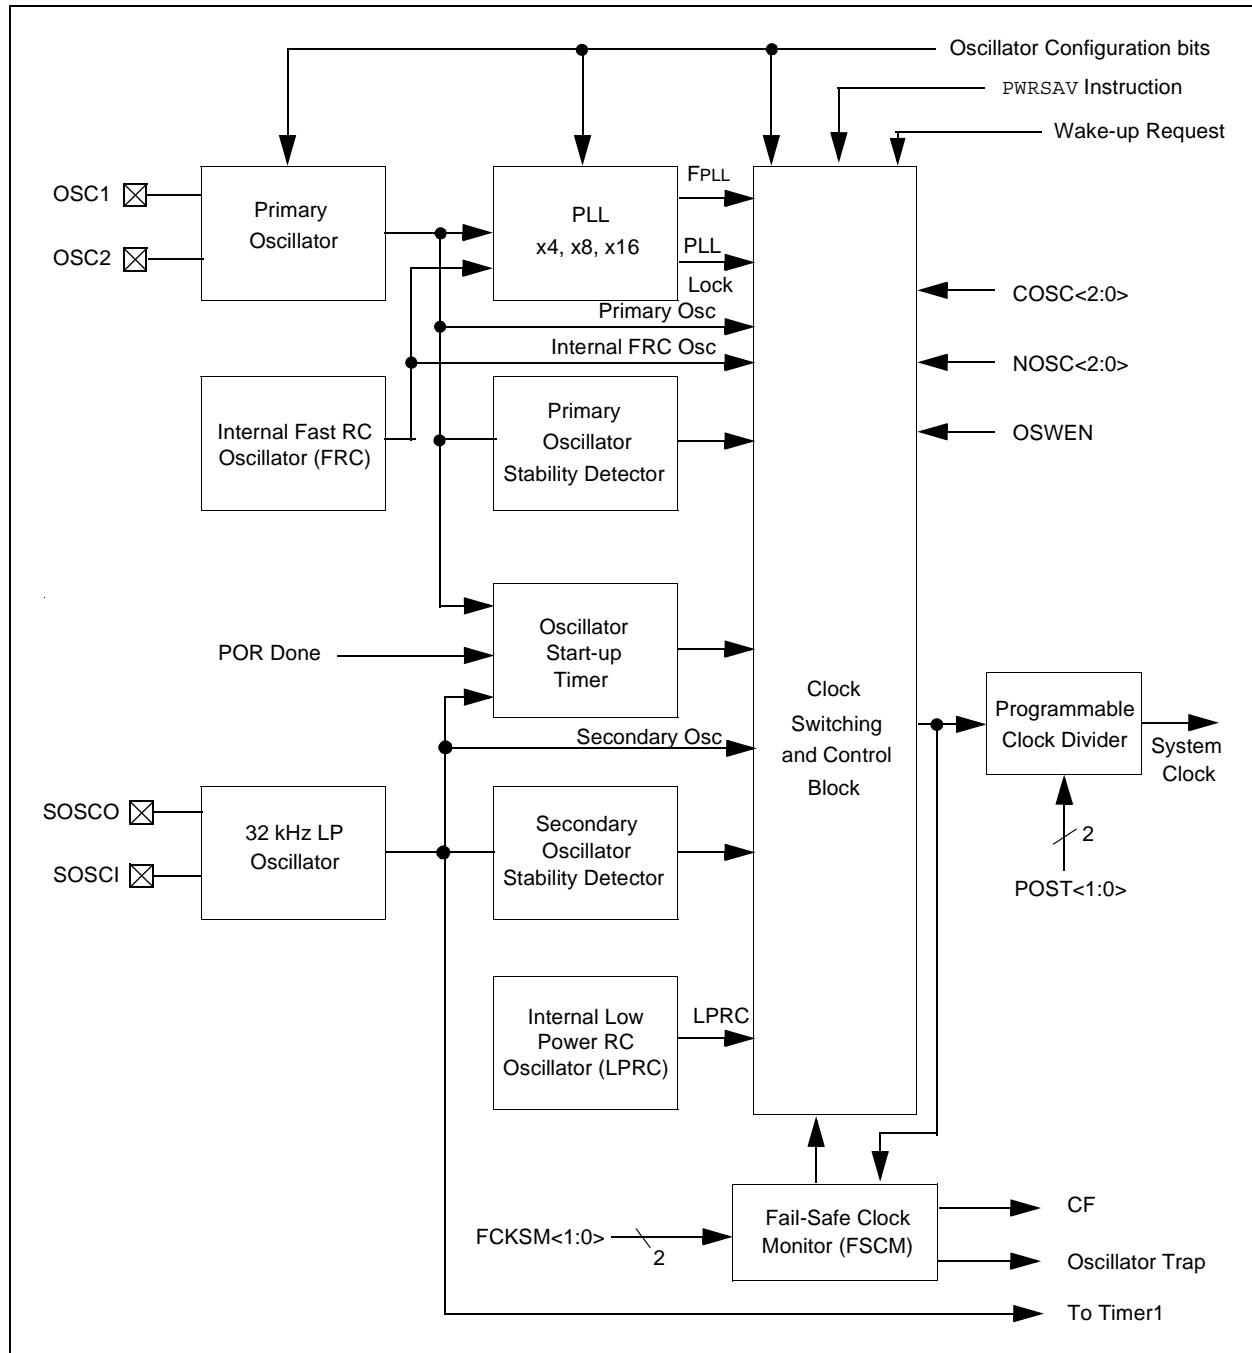 Oscillator Configuration bits
PWRSAV Instruction
Wake-up Request
OSC1
OSC2
Primary
Oscillator
PLL
x4, x8, x16
FPLL
PLL
Lock
Primary Osc
Internal FRC Osc
COSC<2:0>
NOSC<2:0>
OSWEN
Internal Fast RC
Oscillator (FRC)
Primary
Oscillator
Stability Detector
POR Done
Oscillator
Start-up
Timer
Clock
Switching
and Control
Block
Programmable
Clock Divider
System
Clock
2
POST<1:0>
Secondary Osc
SOSCO
SOSCI
32 kHz LP
Oscillator
Secondary
Oscillator
Stability Detector
Internal Low
Power RC
Oscillator (LPRC)
LPRC
FCKSM<1:0>
2
Fail-Safe Clock
Monitor (FSCM)
CF
Oscillator Trap
To Timer1